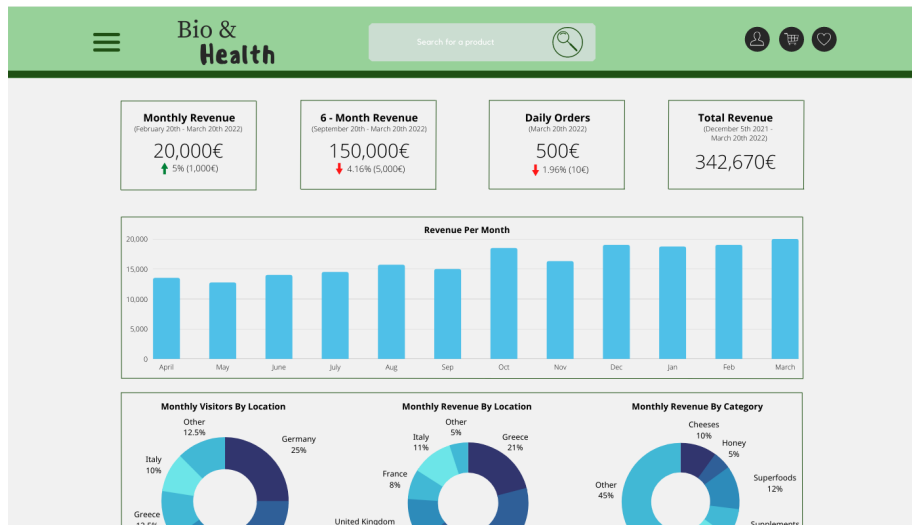 Bio &
Health
Search for a product
Monthly Revenue
(February 20th - March 20th 2022)
20,000€
5% (1,000€)
6 - Month Revenue
(September 20th - March 20th 2022)
150,000€
4.16% (5,000€)
Daily Orders
(March 20th 2022)
500€
1.96% (10€)
Total Revenue
(December 5th 2021 -
March 20th 2022)
342,670€
Revenue Per Month
20,000
15,000
10,000
5,000
0
April May June July Aug Sep Oct Nov Dec Jan Feb March
Monthly Visitors By Location
Other
12.5%
Germany
25%
Italy
10%
Greece
12.5%
Monthly Revenue By Location
Other
5%
Italy
11%
Greece
21%
France
8%
United Kingdom
Monthly Revenue By Category
Cheeses
10%
Honey
5%
Superfoods
12%
Other
45%
Supplements